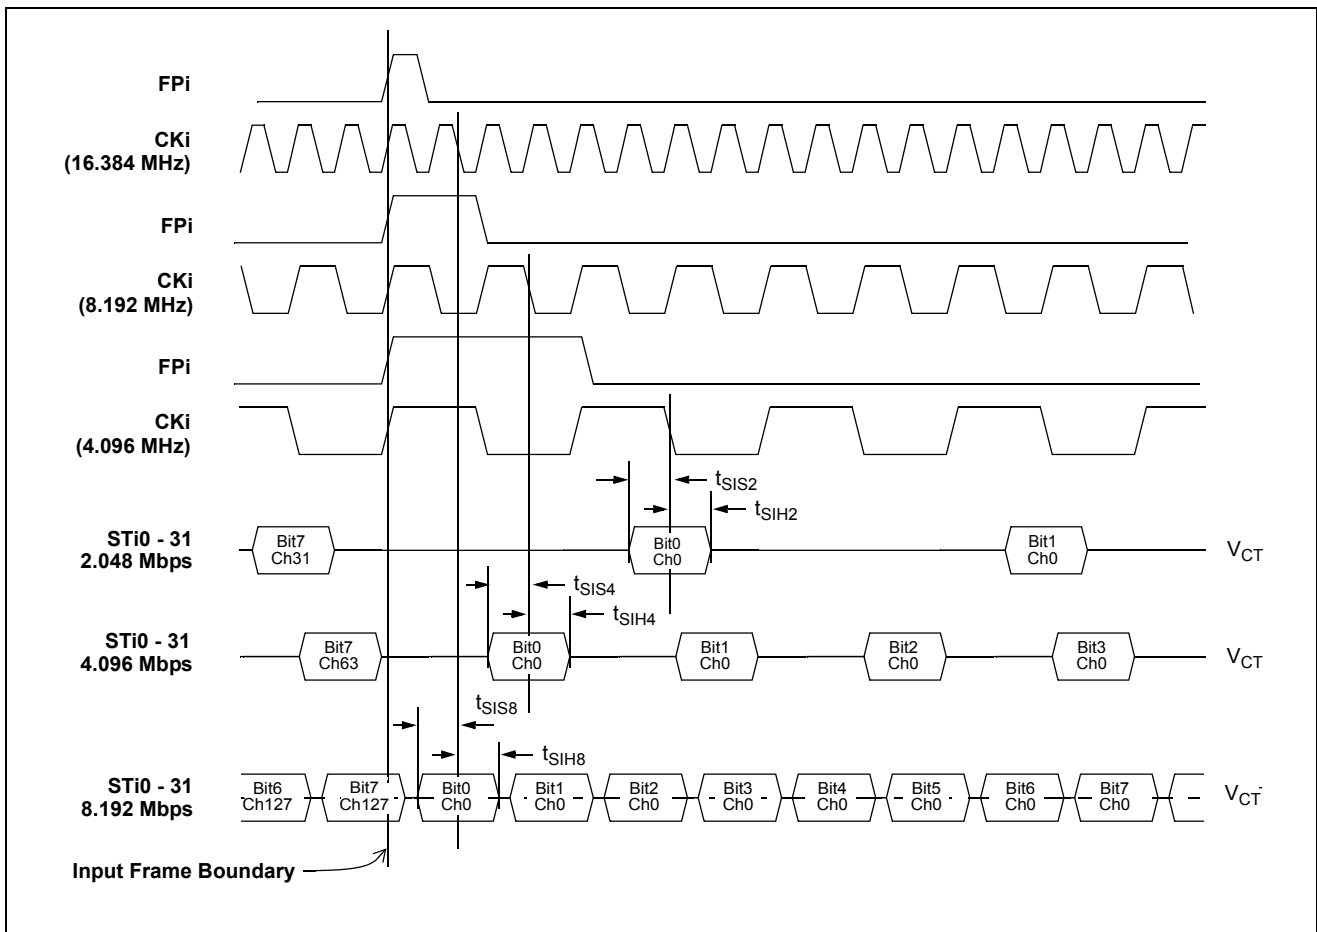 FPi
CKi
(16.384 MHz)
FPi
CKi
(8.192 MHz)
FPi
CKi
(4.096 MHz)
tSIS2
tSIH2
STi0 - 31
2.048 Mbps
Bit7
Ch31
Bit0
Ch0
Bit1
Ch0
VCT
tSIS4
tSIH4
STi0 - 31
4.096 Mbps
Bit7
Ch63
Bit0
Ch0
Bit1
Ch0
Bit2
Ch0
Bit3
Ch0
VCT
tSIS8
tSIH8
STi0 - 31
8.192 Mbps
Bit6
Ch127
Bit7
Ch127
Bit0
Ch0
Bit1
Ch0
Bit2
Ch0
Bit3
Ch0
Bit4
Ch0
Bit5
Ch0
Bit6
Ch0
Bit7
Ch0
VCT
Input Frame Boundary